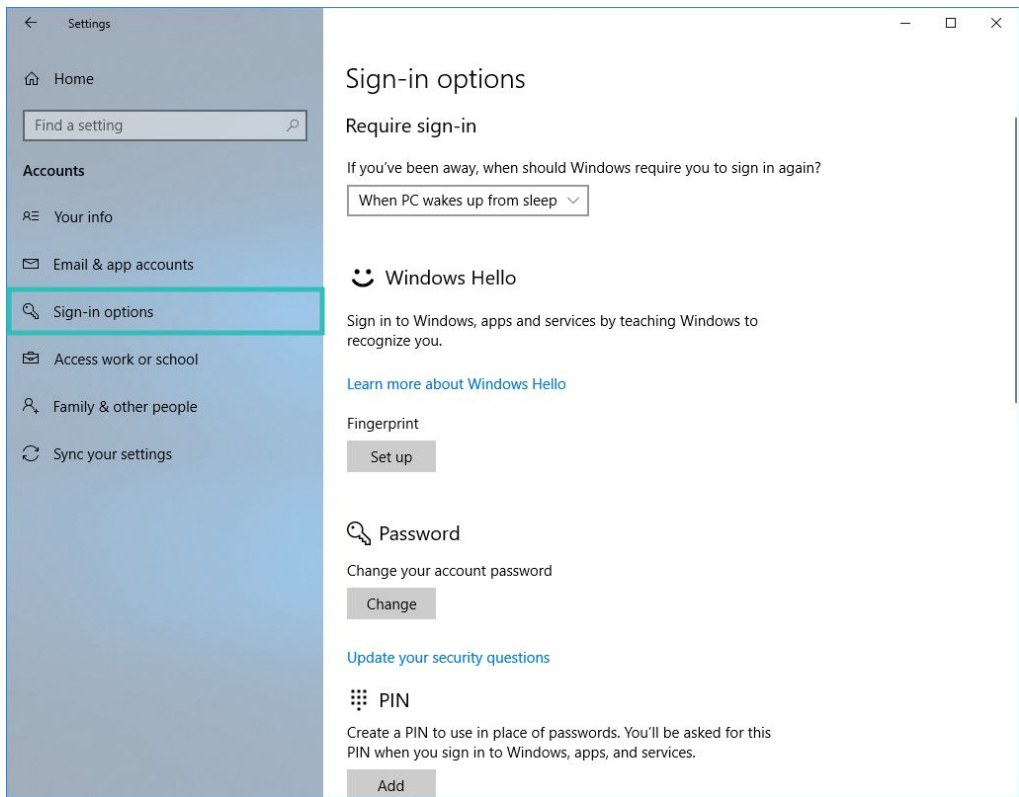 Settings
Home
Find a setting
Accounts
Your info
Email & app accounts
Sign-in options
Access work or school
Family & other people
Sync your settings
Sign-in options
Require sign-in
If you've been away, when should Windows require you to sign in again?
When PC wakes up from sleep
Windows Hello
Sign in to Windows, apps and services by teaching Windows to
recognize you.
Learn more about Windows Hello
Fingerprint
Set up
Password
Change your account password
Change
Update your security questions
PIN
Create a PIN to use in place of passwords. You'll be asked for this
PIN when you sign in to Windows, apps, and services.
Add